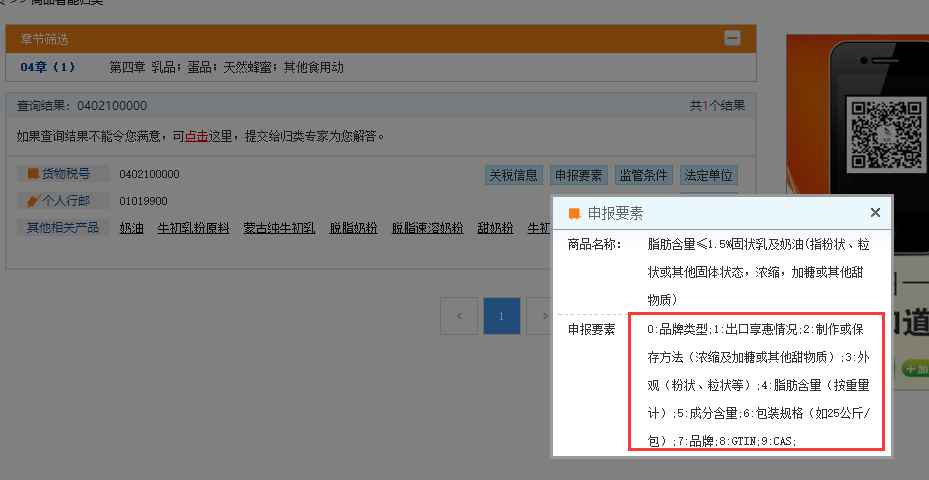 >> 商品智能归类
章节筛选
04章 (1) 第四章 乳品；蛋品；天然蜂蜜；其他食用动
查询结果：0402100000 共1个结果
如果查询结果不能令您满意，可点击这里，提交给归类专家为您解答。
货物税号 0402100000 关税信息 申报要素 监管条件 法定单位
个人行邮 01019900
其他相关产品 奶油 牛初乳粉原料 蒙古纯牛初乳 脱脂奶粉 脱脂速溶奶粉 甜奶粉 牛初
< 1 >
申报要素 ×
商品名称： 脂肪含量≤1.5%固状乳及奶油(指粉状、粒
状或其他固体状态，浓缩，加糖或其他甜
物质)
申报要素 0:品牌类型;1:出口享惠情况;2:制作或保
存方法（浓缩及加糖或其他甜物质）;3:外
观（粉状、粒状等）;4:脂肪含量（按重量
计）;5:成分含量;6:包装规格（如25公斤/
包）;7:品牌;8:GTIN;9:CAS;
知道
+加